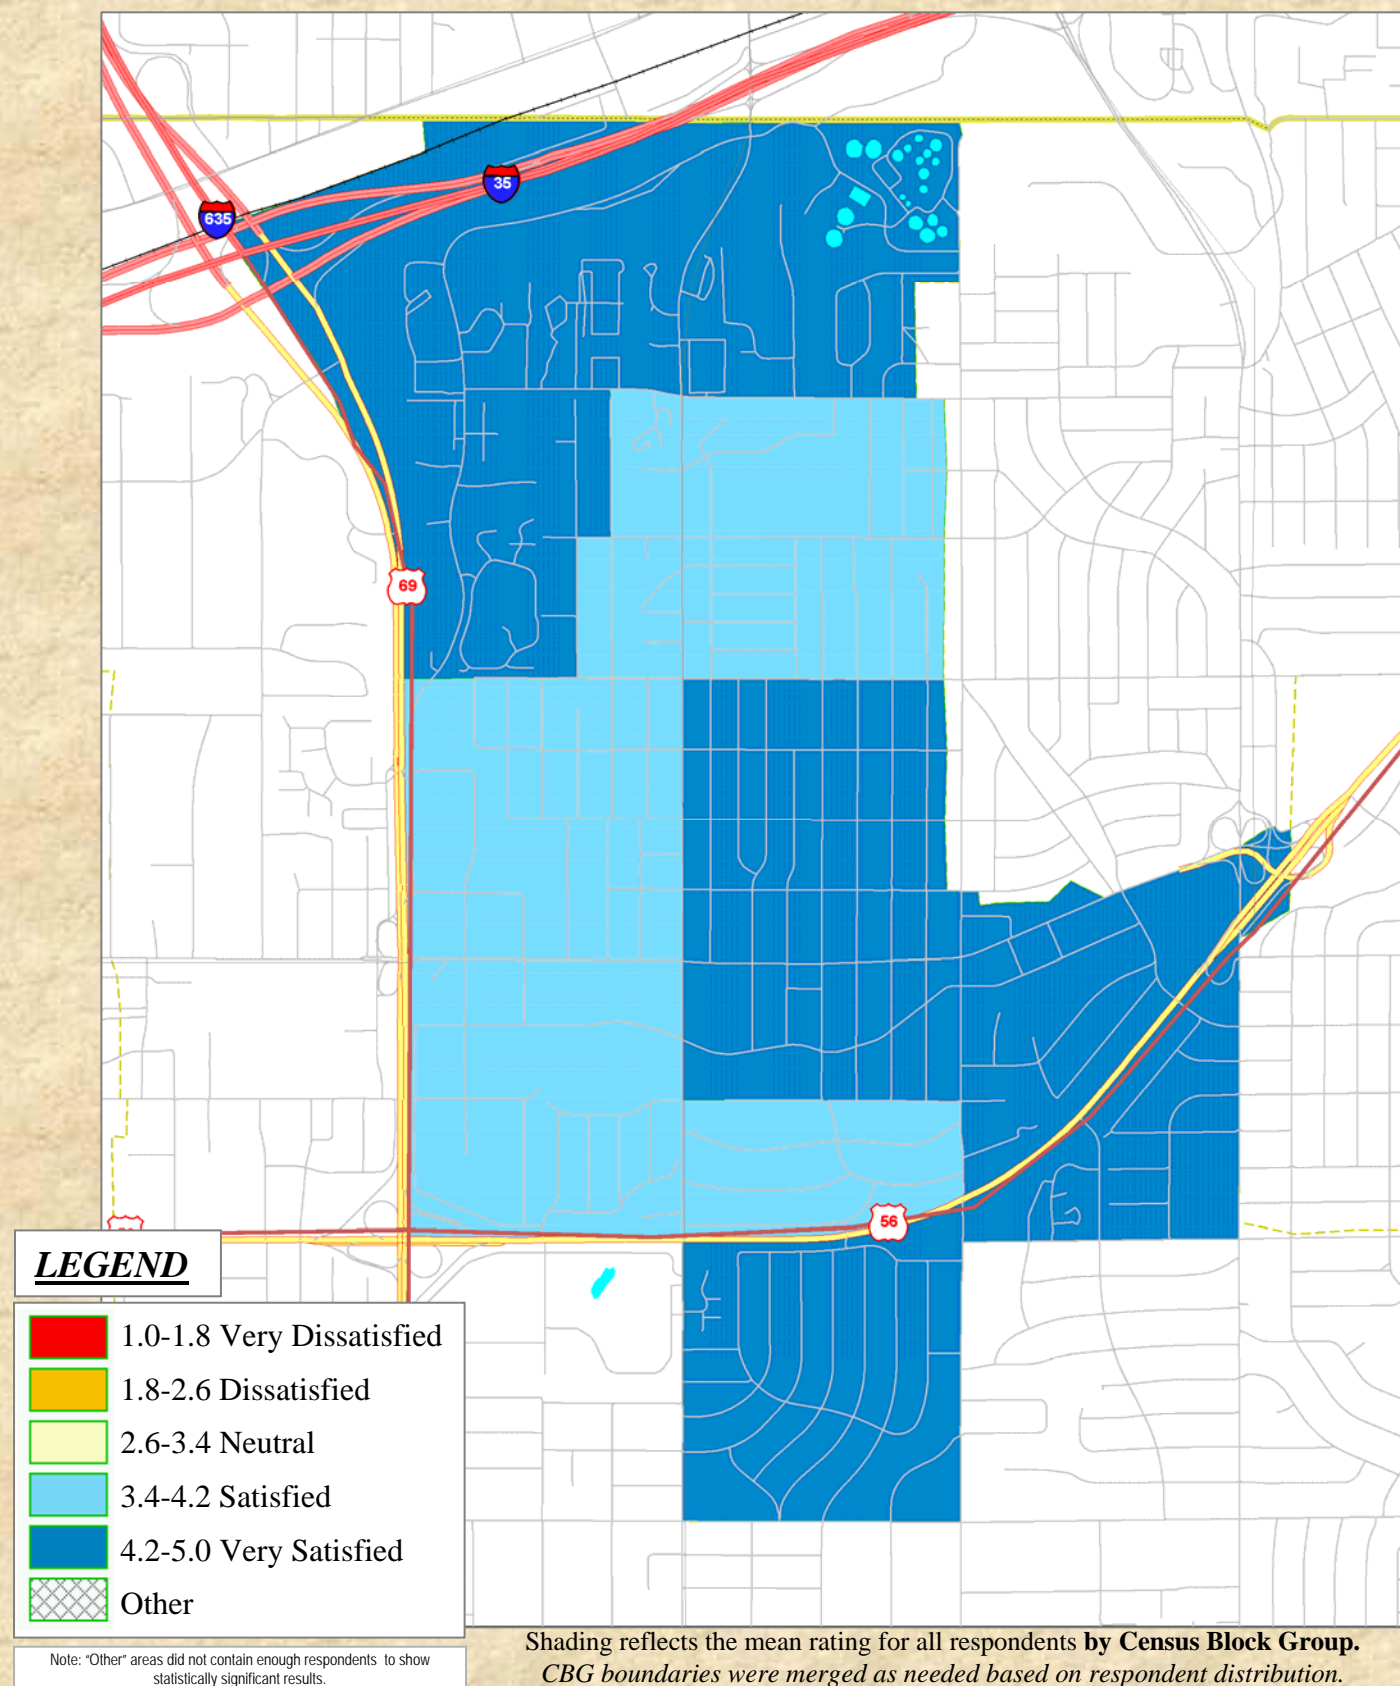 635
35
69
56
LEGEND
1.0-1.8 Very Dissatisfied
1.8-2.6 Dissatisfied
2.6-3.4 Neutral
3.4-4.2 Satisfied
4.2-5.0 Very Satisfied
Other
Note: “Other” areas did not contain enough respondents to show
statistically significant results.
Shading reflects the mean rating for all respondents by Census Block Group.
CBG boundaries were merged as needed based on respondent distribution.